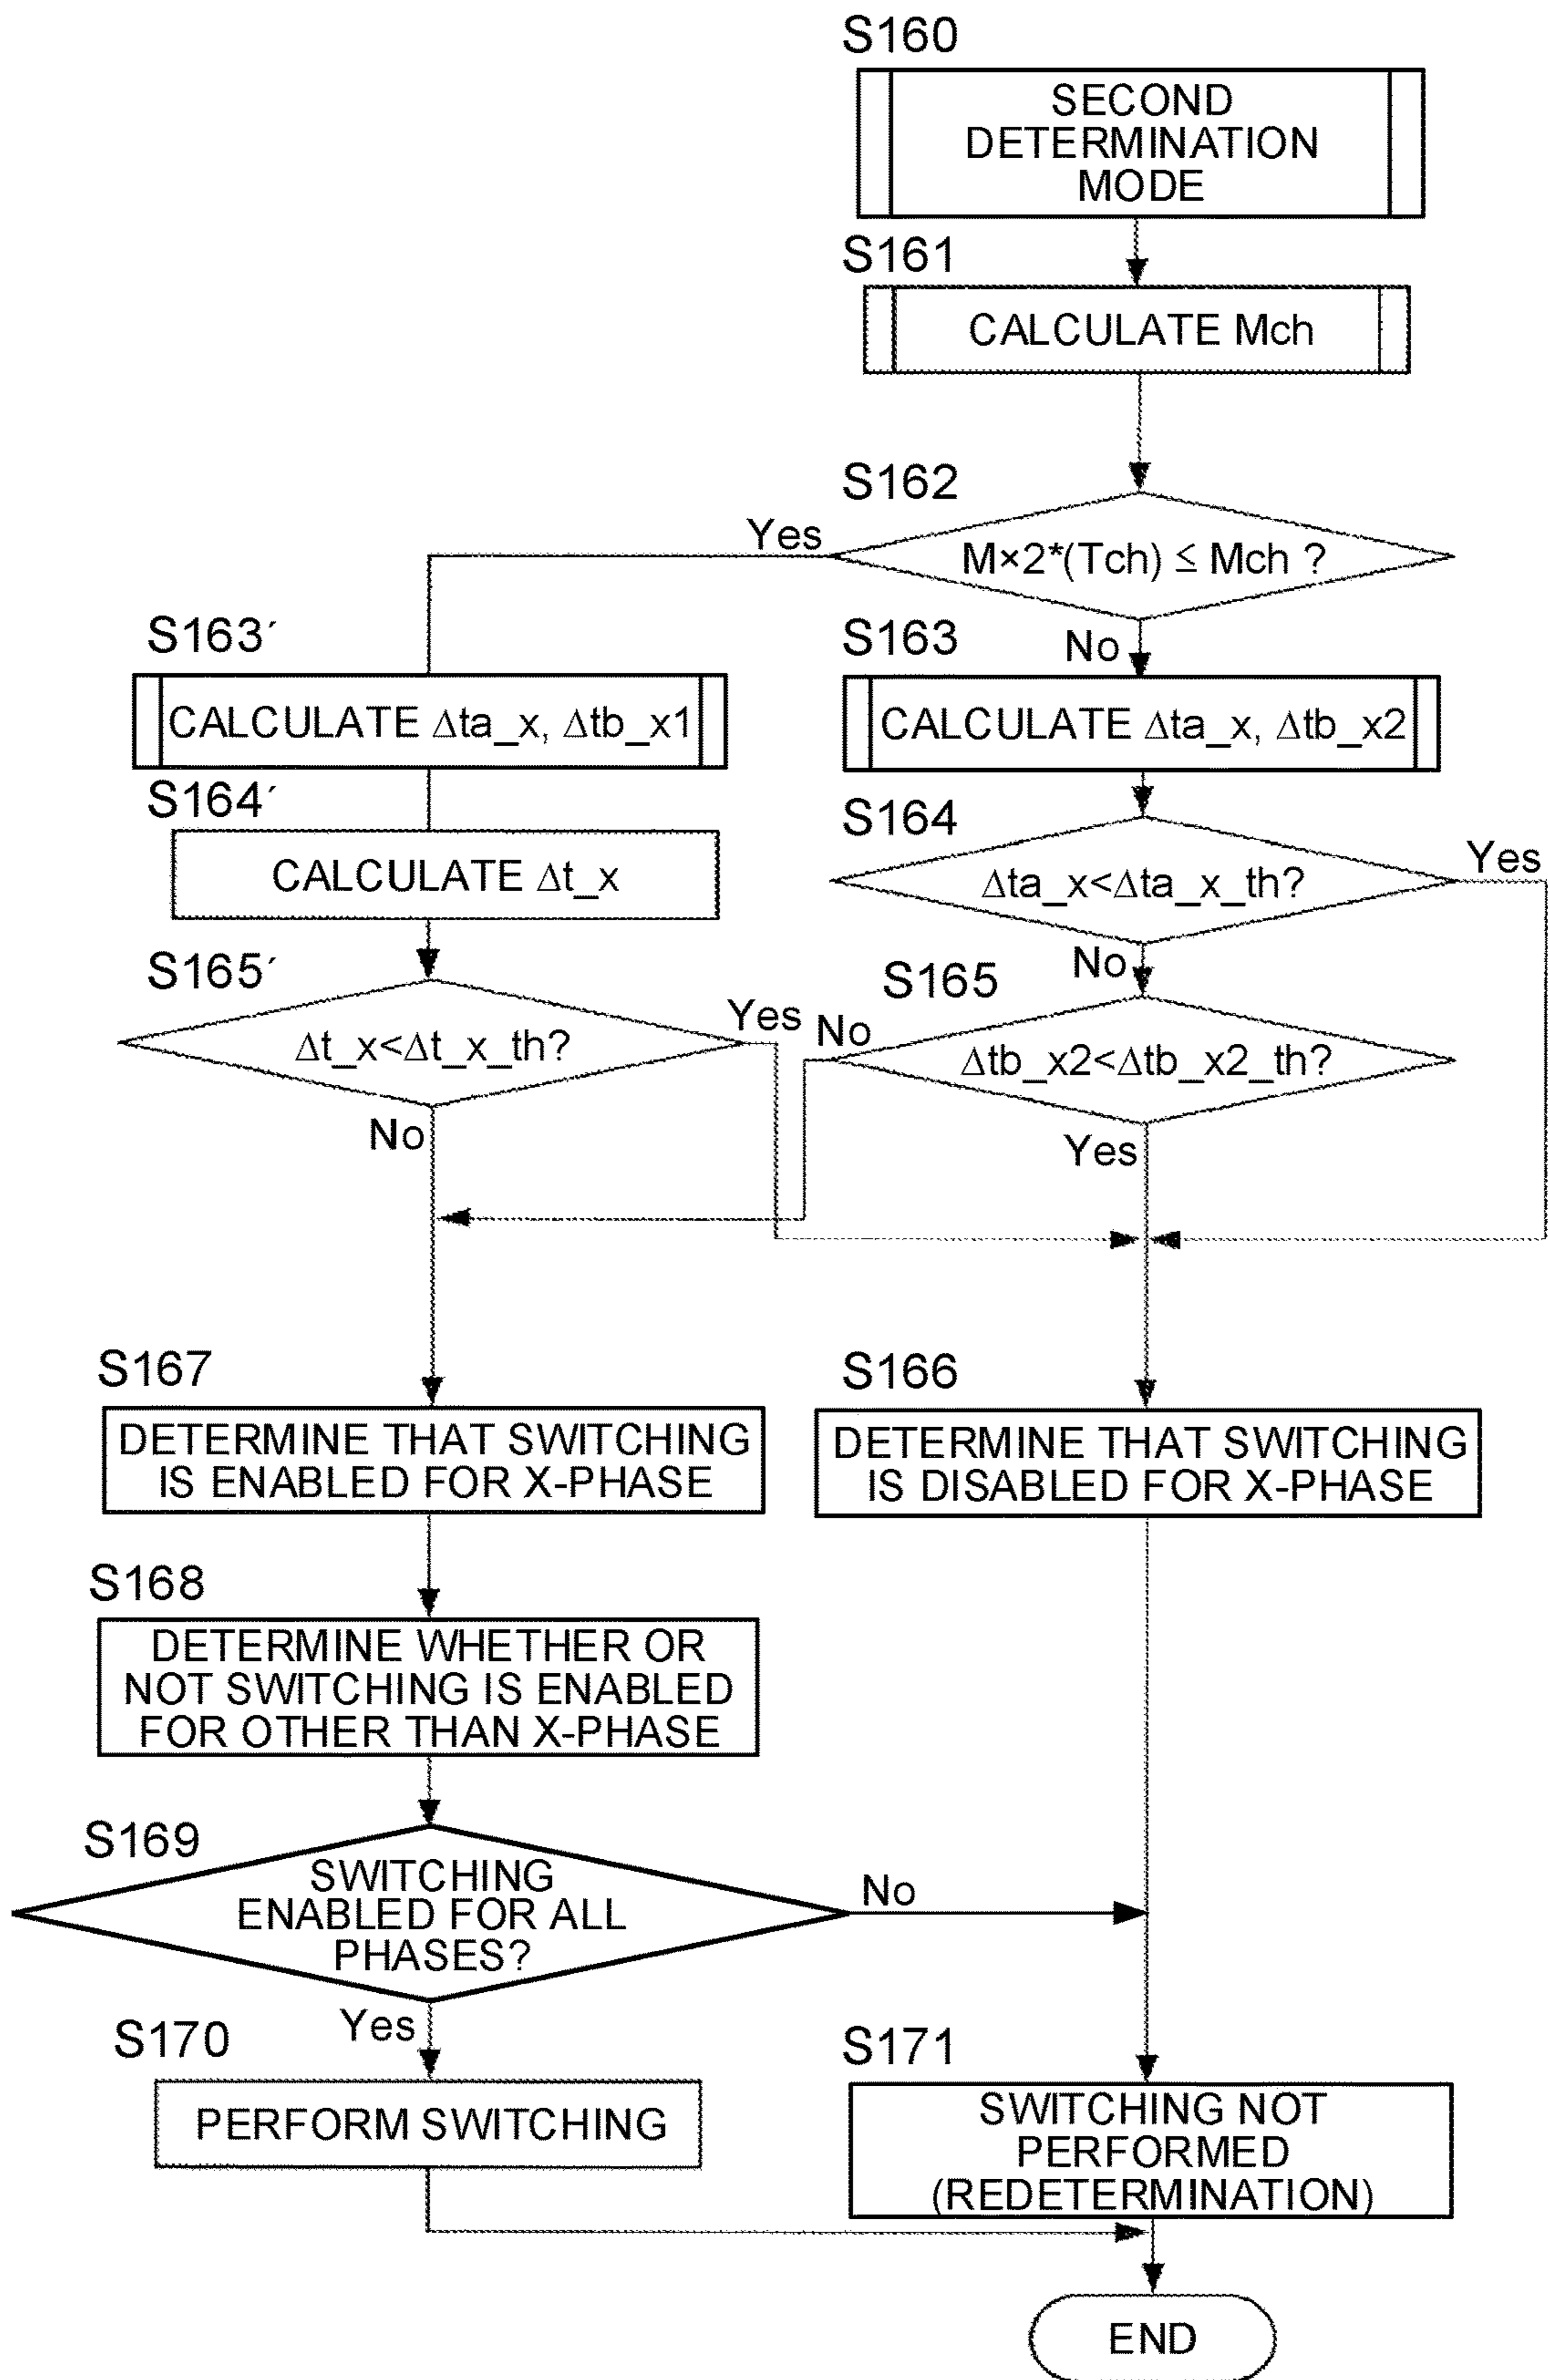 S160
SECOND
DETERMINATION
MODE
S161
CALCULATE Mch
S162
M×2*(Tch) ≤ Mch ?
Yes
No
S163´
CALCULATE Δta_x, Δtb_x1
S163
CALCULATE Δta_x, Δtb_x2
S164´
CALCULATE Δt_x
S164
Δta_x<Δta_x_th?
Yes
No
S165´
Δt_x<Δt_x_th?
Yes
No
S165
Δtb_x2<Δtb_x2_th?
No
Yes
S167
DETERMINE THAT SWITCHING
IS ENABLED FOR X-PHASE
S166
DETERMINE THAT SWITCHING
IS DISABLED FOR X-PHASE
S168
DETERMINE WHETHER OR
NOT SWITCHING IS ENABLED
FOR OTHER THAN X-PHASE
S169
SWITCHING
ENABLED FOR ALL
PHASES?
No
Yes
S170
PERFORM SWITCHING
S171
SWITCHING NOT
PERFORMED
(REDETERMINATION)
END